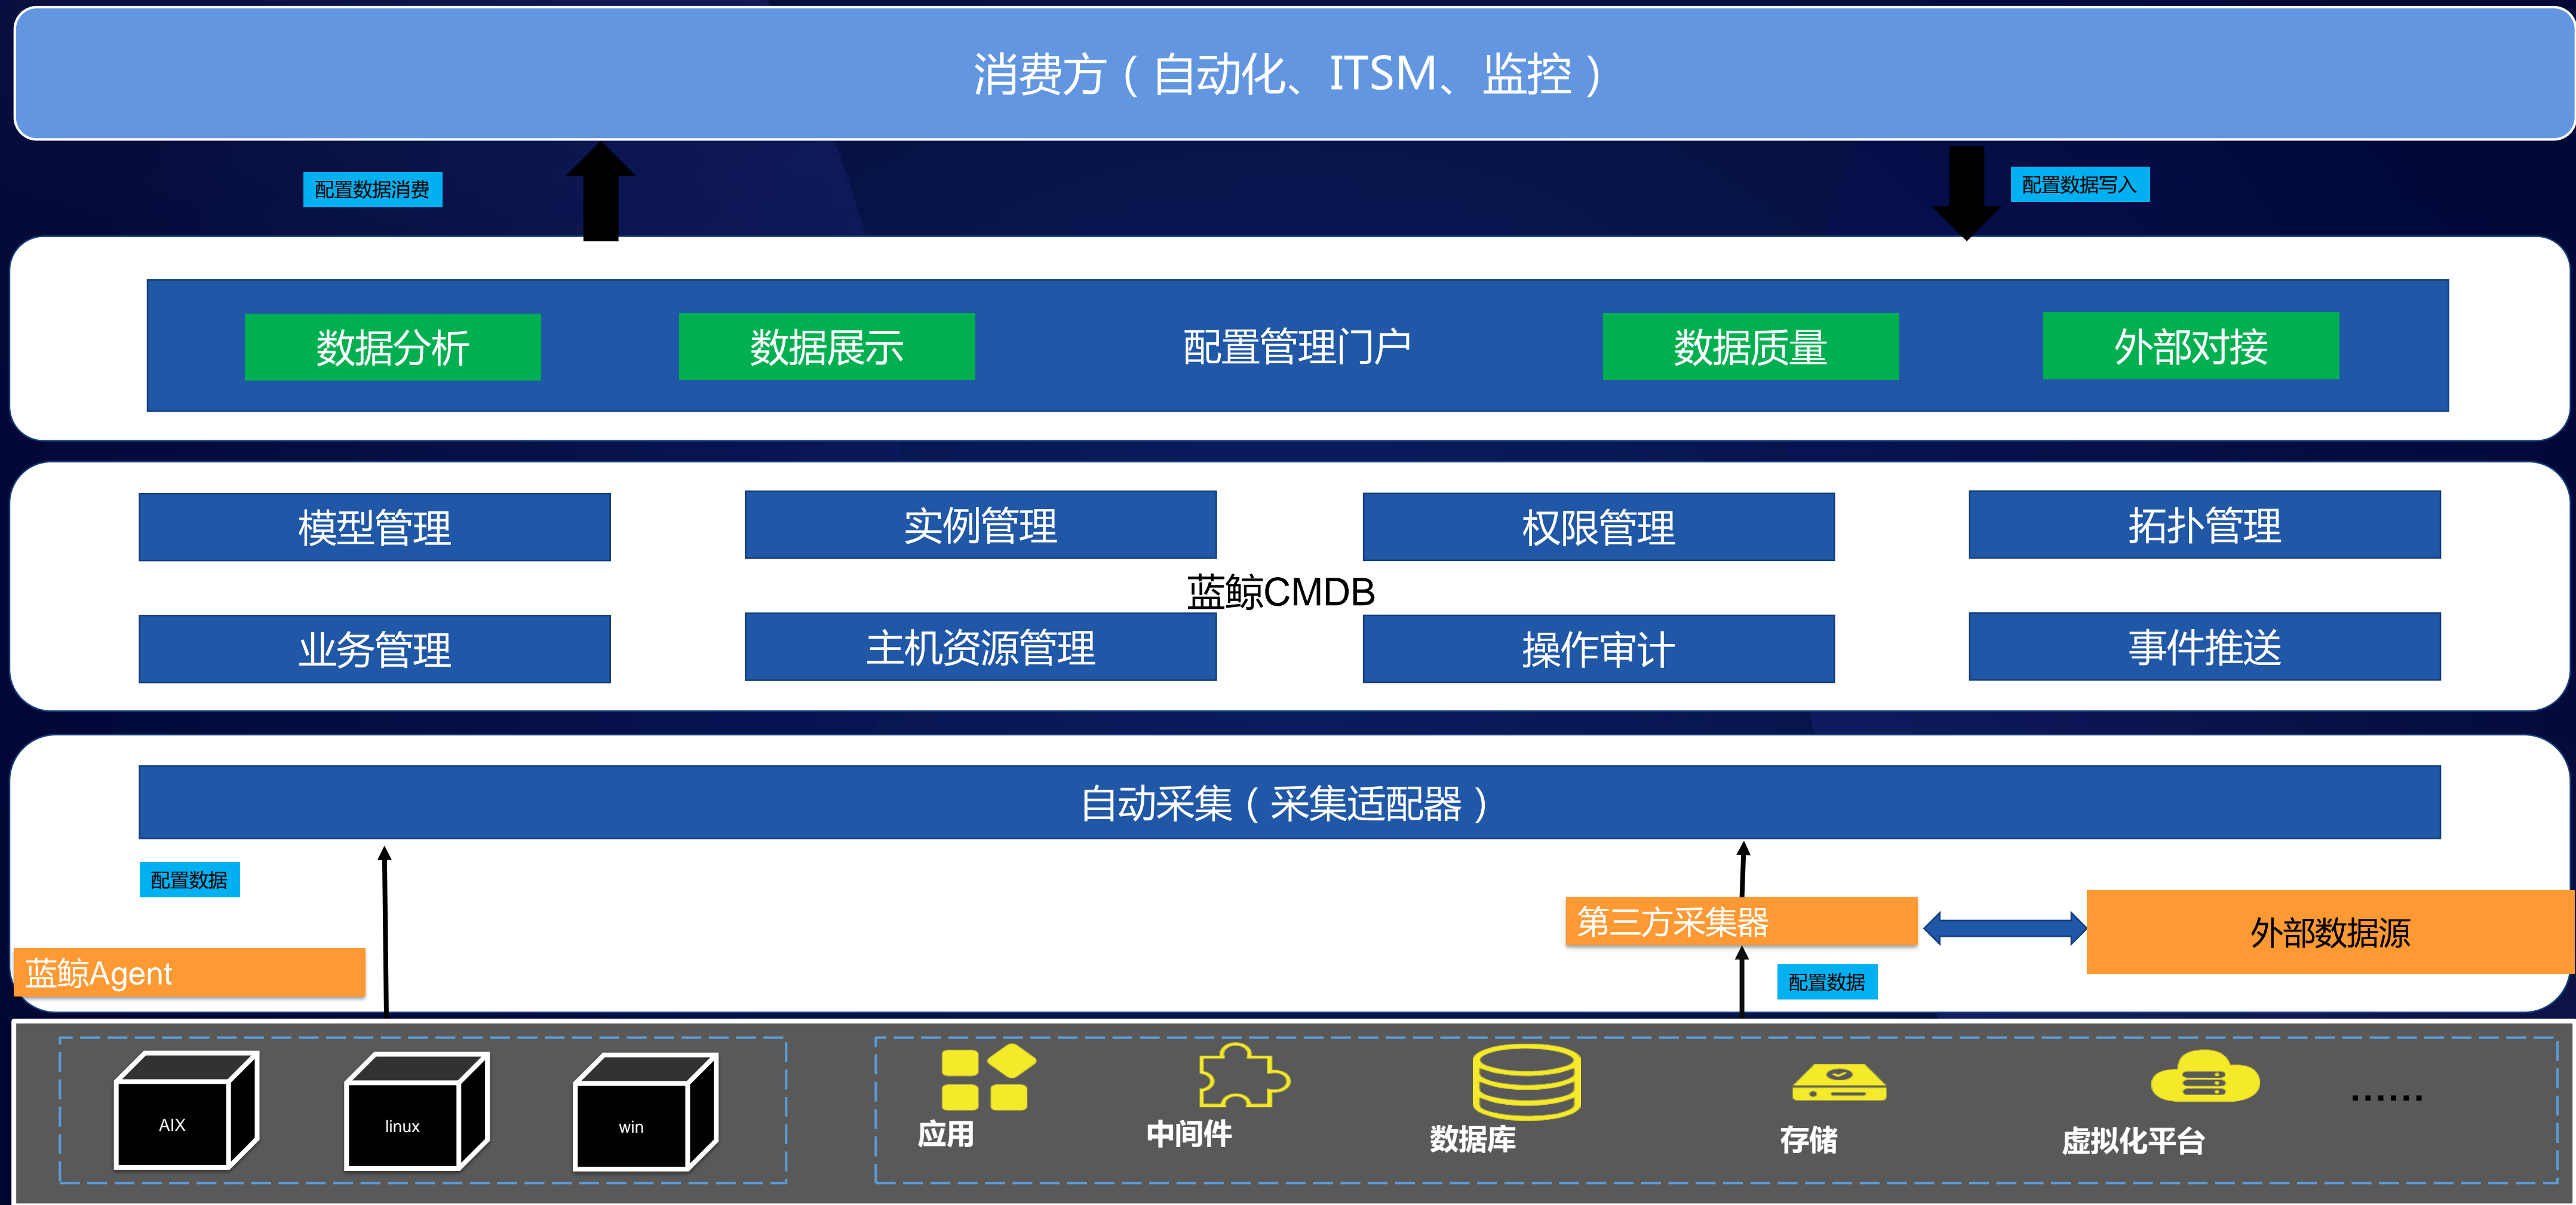 消费方（自动化、ITSM、监控）
配置数据消费
配置数据写入
数据分析
数据展示
配置管理门户
数据质量
外部对接
模型管理
实例管理
权限管理
拓扑管理
蓝鲸CMDB
业务管理
主机资源管理
操作审计
事件推送
自动采集（采集适配器）
配置数据
第三方采集器
外部数据源
蓝鲸Agent
配置数据
AIX
linux
win
应用
中间件
数据库
存储
虚拟化平台
......